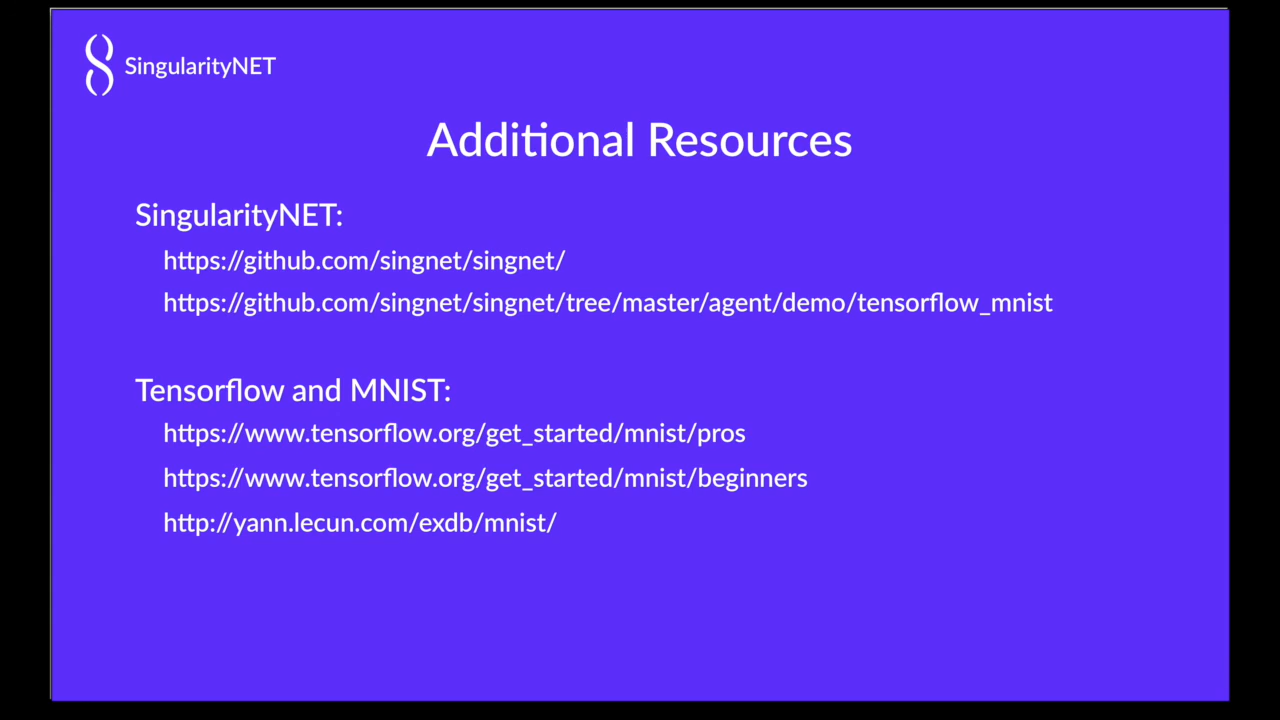 SingularityNET
Additional Resources
SingularityNET:
https://github.com/singnet/singnet/
https://github.com/singnet/singnet/tree/master/agent/demo/tensorflow_mnist
Tensorflow and MNIST:
https://www.tensorflow.org/get_started/mnist/pros
https://www.tensorflow.org/get_started/mnist/beginners
http://yann.lecun.com/exdb/mnist/